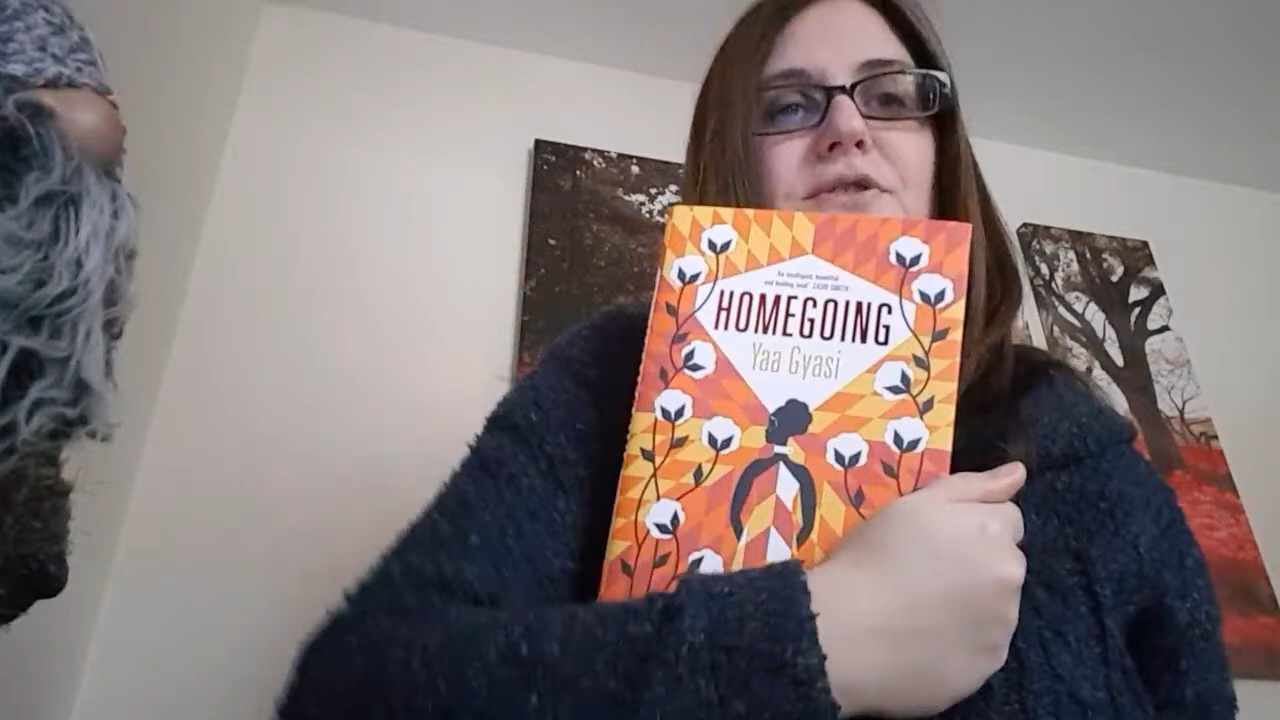 'An intelligent, beautiful
and healing novel' ZADIE SMITH
HOMEGOING
Yaa Gyasi